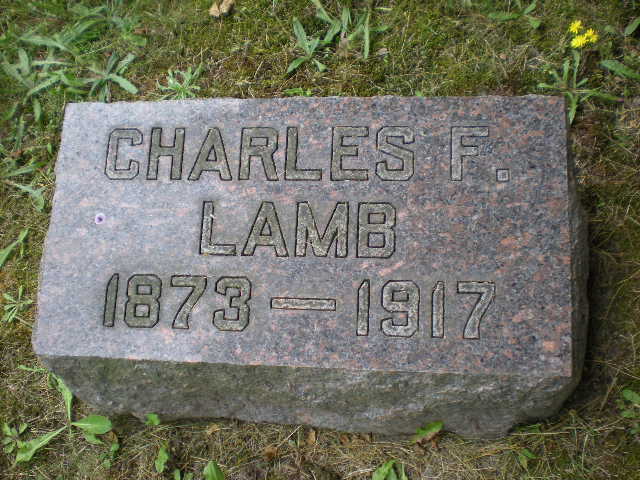 CHARLES F.
LAMB
1873 — 1917